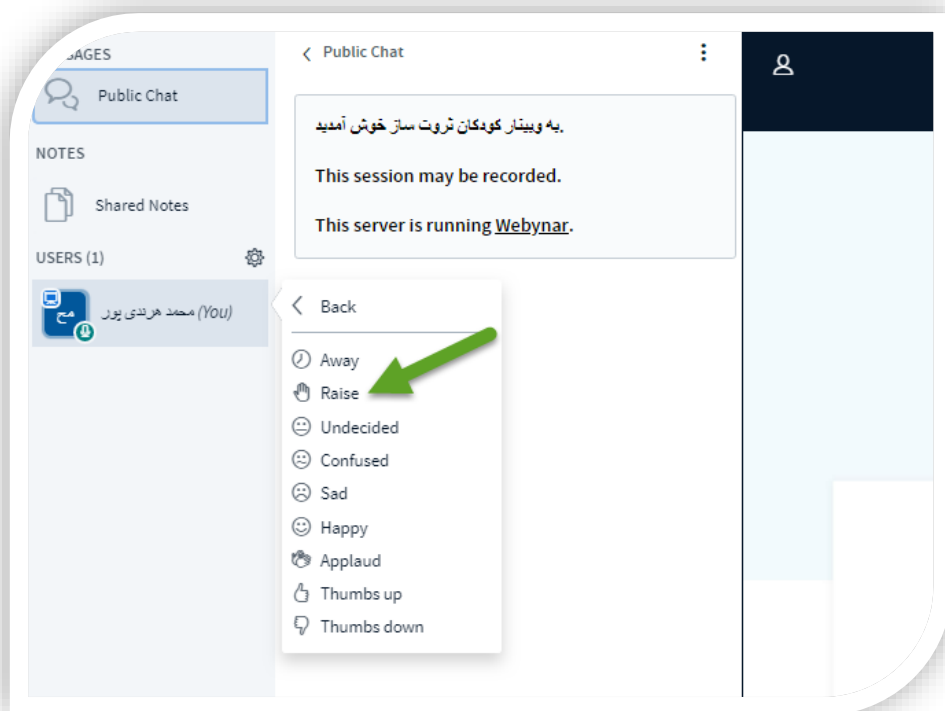 Public Chat
Public Chat
NOTES
Shared Notes
USERS (1)
محمد هرندی پور (You)
مح
به وبینار کودکان ثروت ساز خوش آمدید.
This session may be recorded.
This server is running Webynar.
Back
Away
Raise
Undecided
Confused
Sad
Happy
Applaud
Thumbs up
Thumbs down